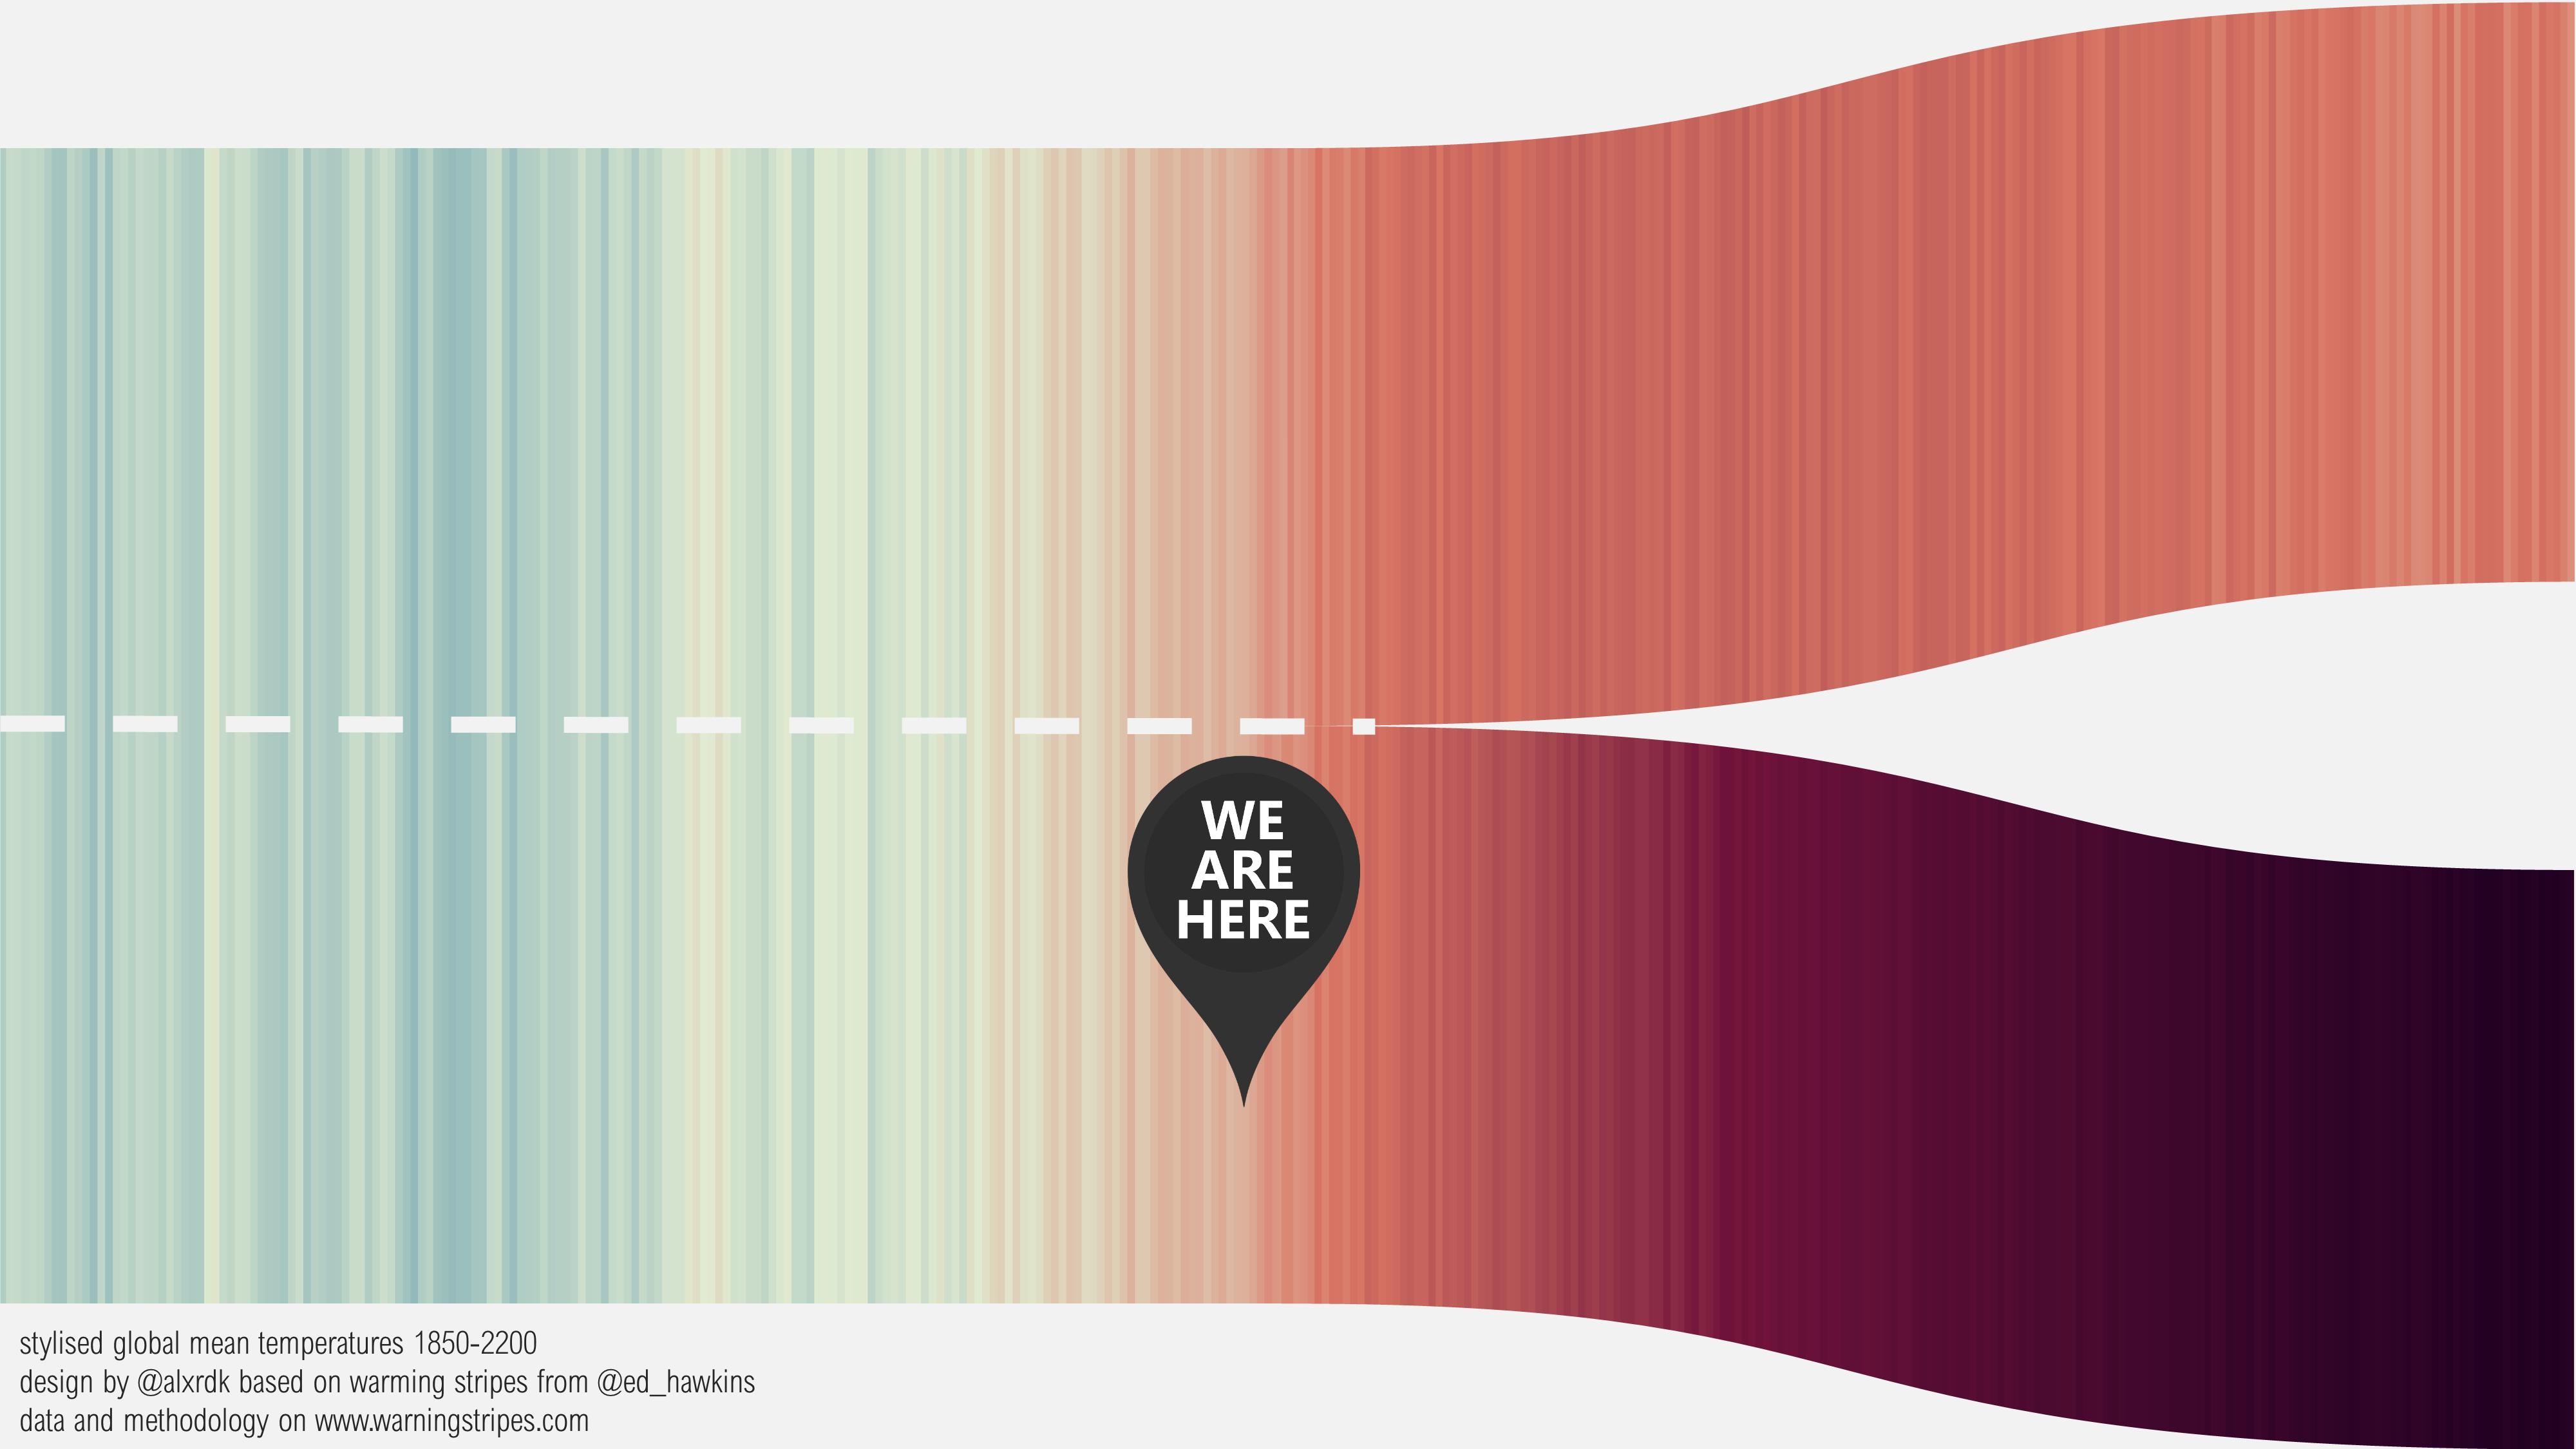 WE
ARE
HERE
stylised global mean temperatures 1850-2200
design by @alxrdk based on warming stripes from @ed_hawkins
data and methodology on www.warningstripes.com